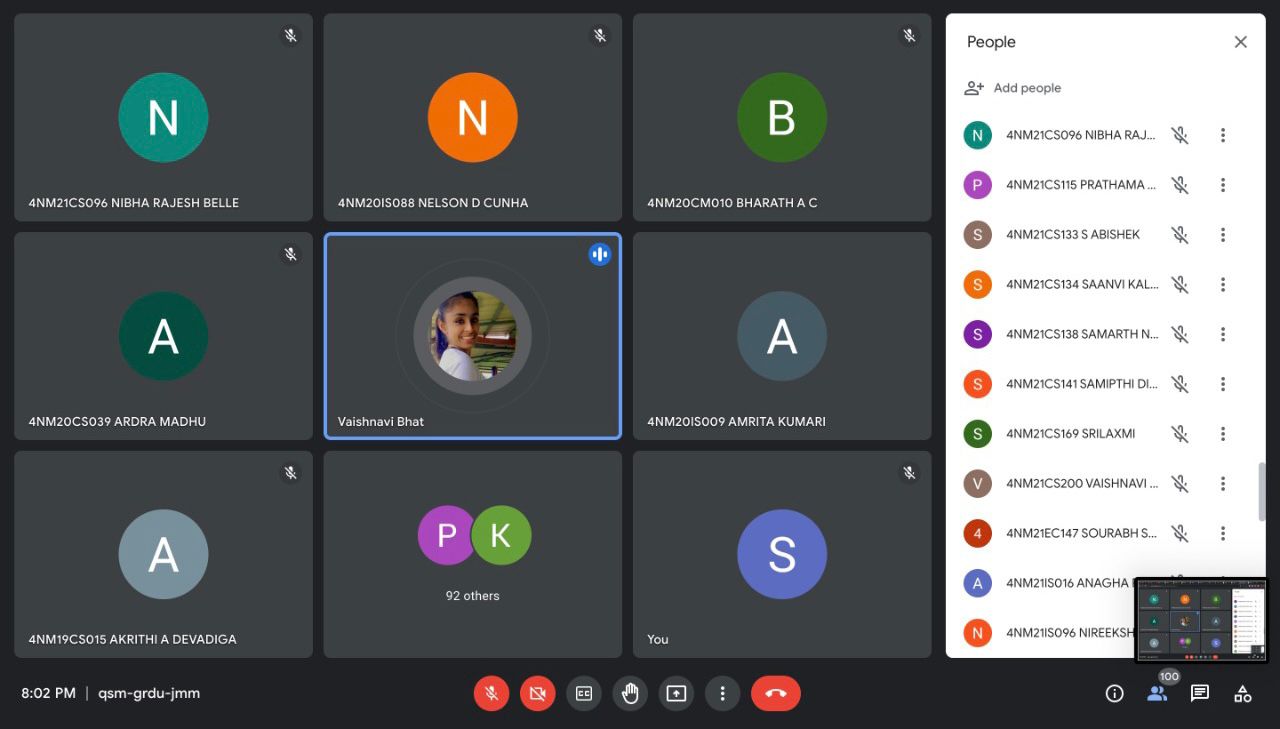 N
4NM21CS096 NIBHA RAJESH BELLE
N
4NM20IS088 NELSON D CUNHA
B
4NM20CM010 BHARATH A C
A
4NM20CS039 ARDRA MADHU
Vaishnavi Bhat
A
4NM20IS009 AMRITA KUMARI
A
4NM19CS015 AKRITHI A DEVADIGA
P K
92 others
S
You
People
Add people
N 4NM21CS096 NIBHA RAJ...
P 4NM21CS115 PRATHAMA ...
S 4NM21CS133 S ABISHEK
S 4NM21CS134 SAANVI KAL...
S 4NM21CS138 SAMARTH N...
S 4NM21CS141 SAMIPTHI DI...
S 4NM21CS169 SRILAXMI
V 4NM21CS200 VAISHNAVI ...
4 4NM21EC147 SOURABH S...
A 4NM21IS016 ANAGHA
N 4NM21IS096 NIREEKSH
8:02 PM | qsm-grdu-jmm
CC
100